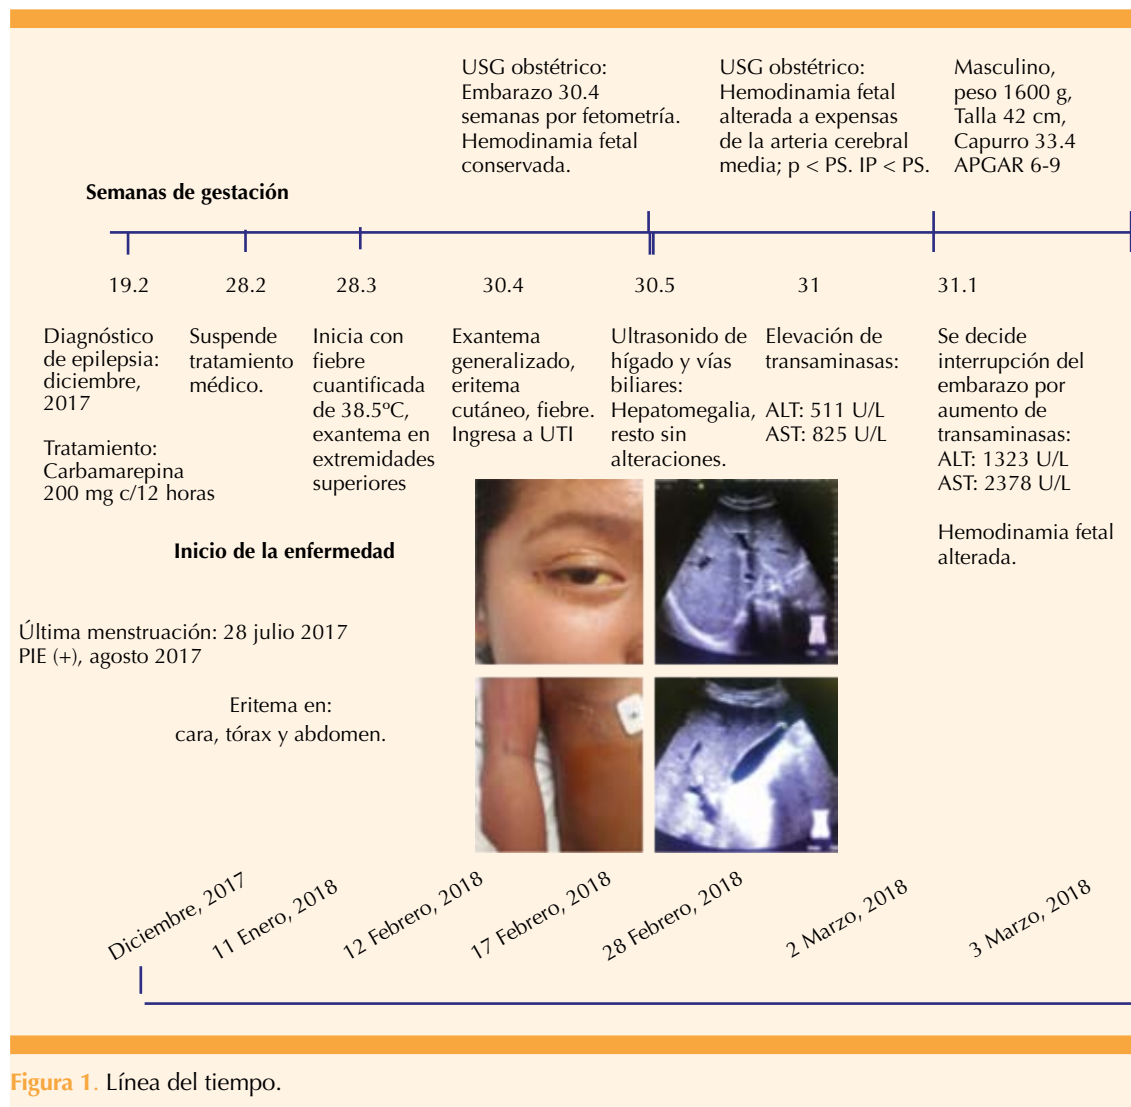 USG obstétrico:
Embarazo 30.4
semanas por fetometría.
Hemodinamia fetal
conservada.
USG obstétrico:
Hemodinamia fetal
alterada a expensas
de la arteria cerebral
media; p < PS. IP < PS.
Masculino,
peso 1600 g,
Talla 42 cm,
Capurro 33.4
APGAR 6-9
Semanas de gestación
19.2
28.2
28.3
30.4
30.5
31
31.1
Diagnóstico
de epilepsia:
diciembre,
2017
Tratamiento:
Carbamarepina
200 mg c/12 horas
Suspende
tratamiento
médico.
Inicia con
fiebre
cuantificada
de 38.5ºC,
exantema en
extremidades
superiores
Exantema
generalizado,
eritema
cutáneo, fiebre.
Ingresa a UTI
Ultrasonido de
hígado y vías
biliares:
Hepatomegalia,
resto sin
alteraciones.
Elevación de
transaminasas:
ALT: 511 U/L
AST: 825 U/L
Se decide
interrupción del
embarazo por
aumento de
transaminasas:
ALT: 1323 U/L
AST: 2378 U/L
Hemodinamia fetal
alterada.
Inicio de la enfermedad
Última menstruación: 28 julio 2017
PIE (+), agosto 2017
Eritema en:
cara, tórax y abdomen.
Diciembre, 2017
11 Enero, 2018
12 Febrero, 2018
17 Febrero, 2018
28 Febrero, 2018
2 Marzo, 2018
3 Marzo, 2018
Figura 1. Línea del tiempo.